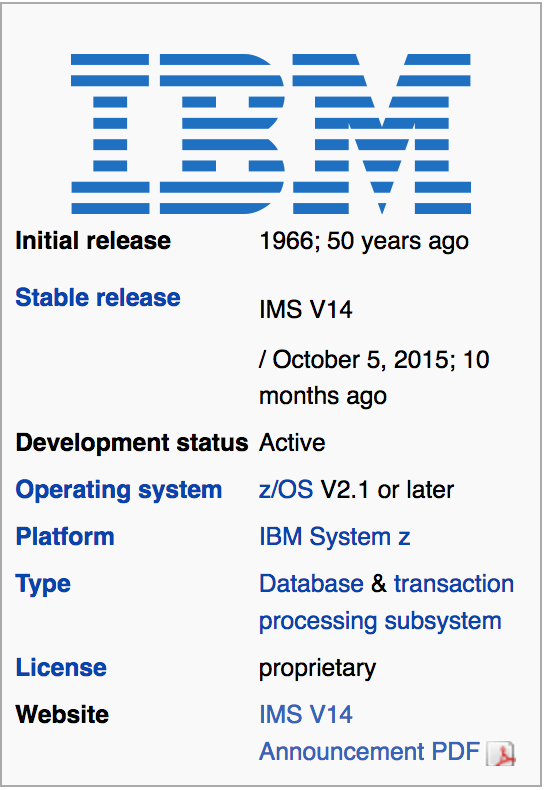 IBM
Initial release 1966; 50 years ago
Stable release IMS V14
/ October 5, 2015; 10
months ago
Development status Active
Operating system z/OS V2.1 or later
Platform IBM System z
Type Database & transaction
processing subsystem
License proprietary
Website IMS V14
Announcement PDF